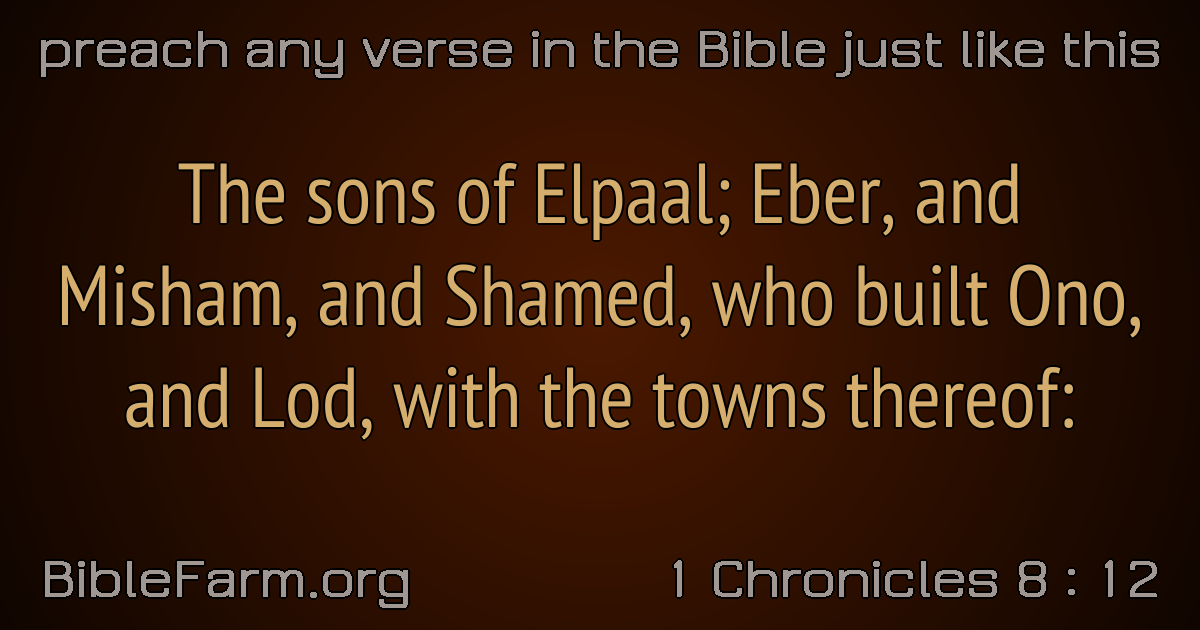 preach any verse in the Bible just like this
The sons of Elpaal; Eber, and
Misham, and Shamed, who built Ono,
and Lod, with the towns thereof:
BibleFarm.org
1 Chronicles 8 : 12